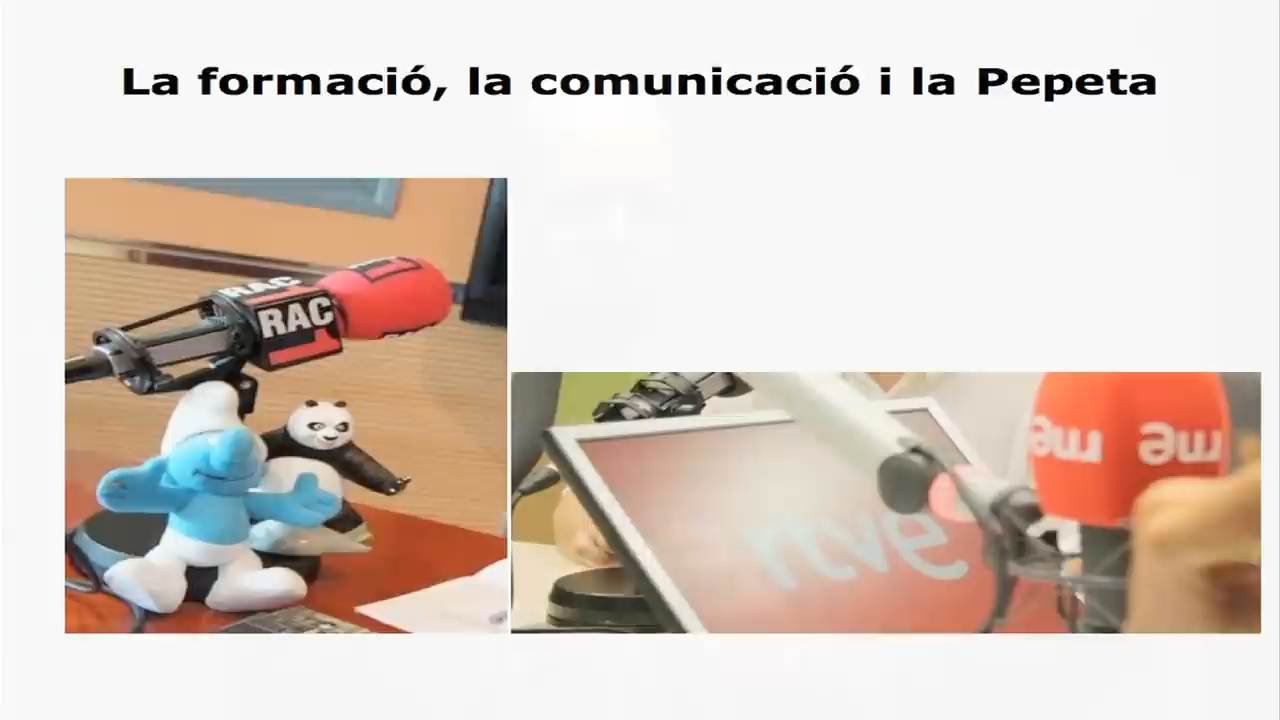 La formació, la comunicació i la Pepeta
RAC
RAC
rtve
rne
rne